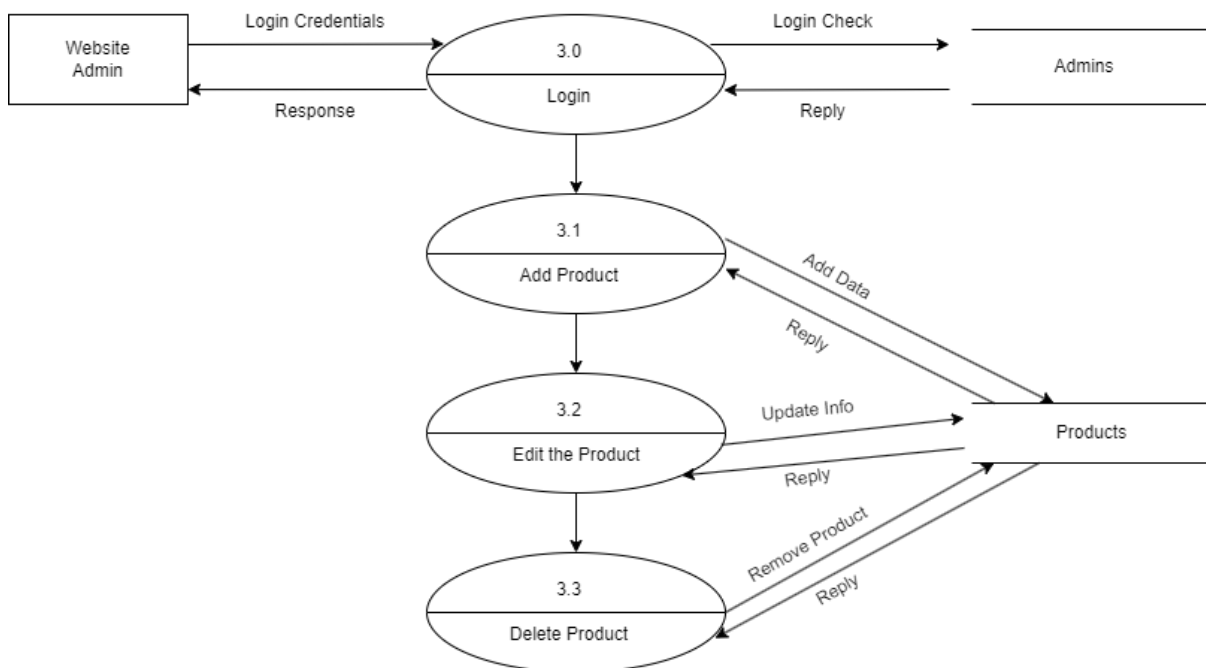 Login Credentials
Login Check
Website
Admin
3.0
Admins
Login
Response
Reply
3.1
Add Product
Add Data
Reply
3.2
Update Info
Products
Edit the Product
Reply
Remove Product
3.3
Reply
Delete Product